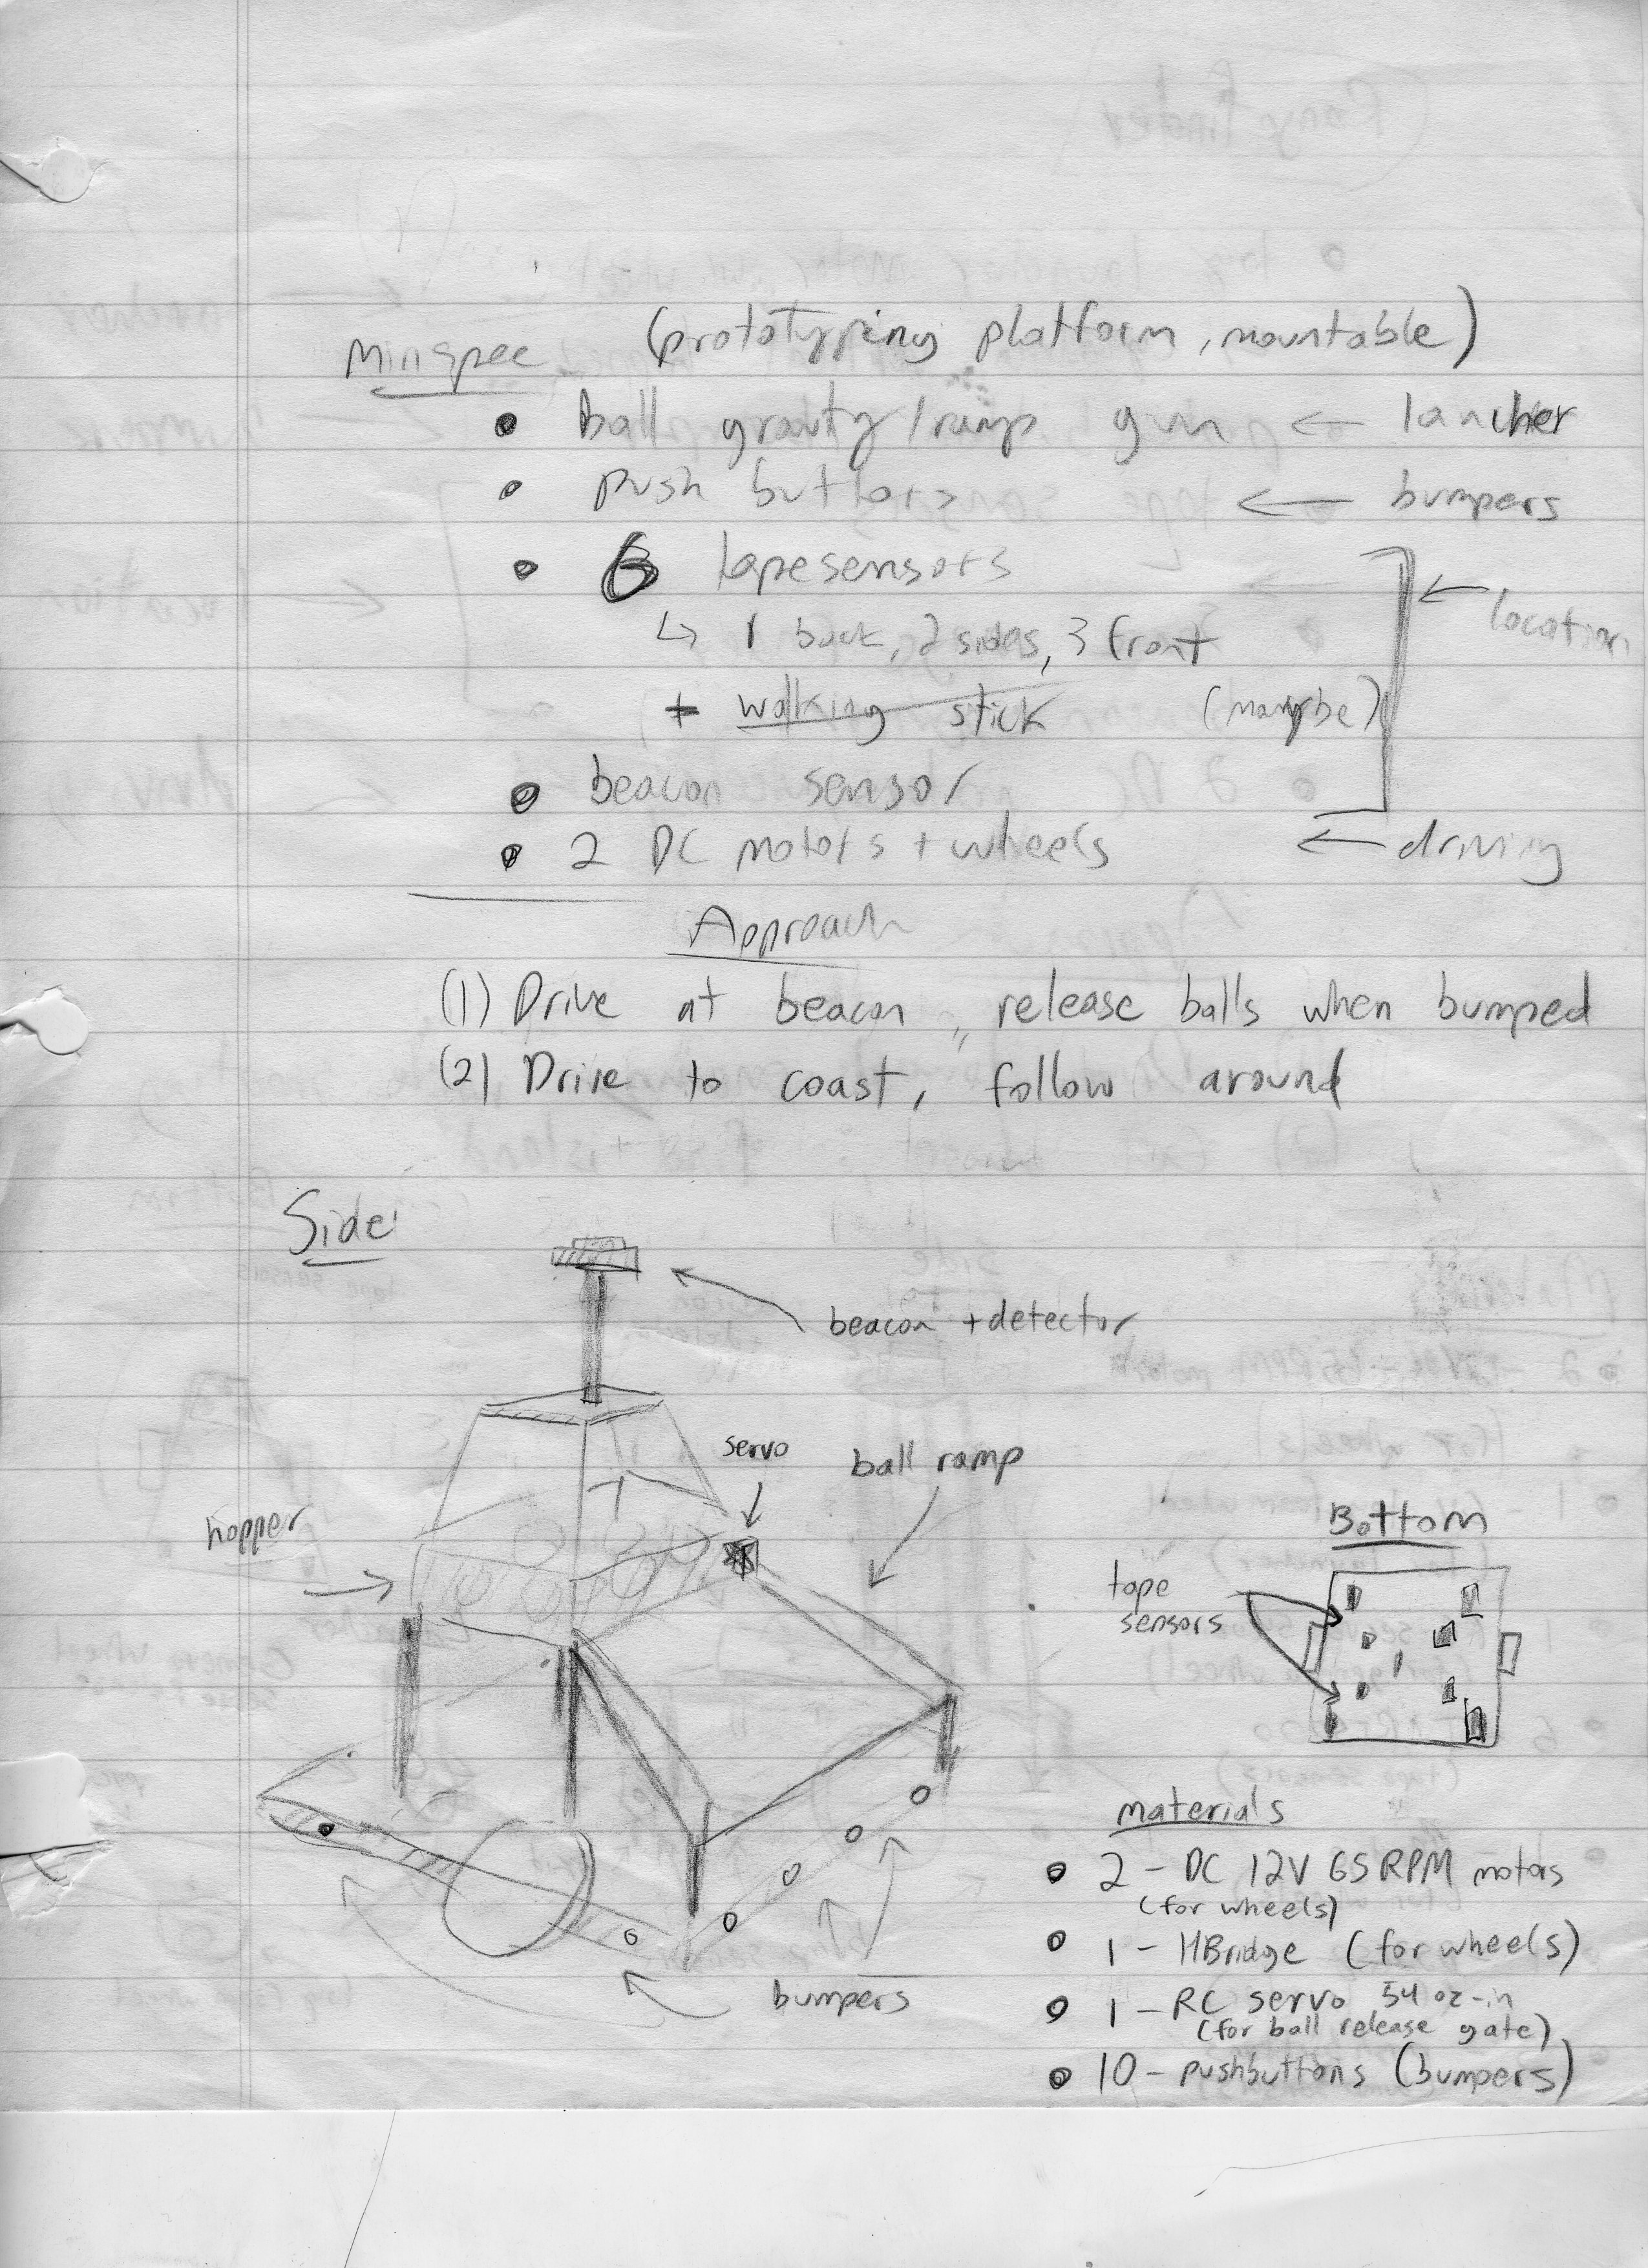 (prototyping platform, mountable)
Minspec
• ball gravity/ramp gun ← lancher
• push buttons ← bumpers
• 6 tapesensors ← location
↳ 1 back, 2 sides, 3 front
+ walking stick (maybe)
• beacon sensor
• 2 DC motors + wheels ← driving
Approach
(1) Drive at beacon, release balls when bumped
(2) Drive to coast, follow around
Side
beacon + detector
servo
ball ramp
hopper
Bottom
tape
sensors
bumpers
materials
• 2 - DC 12V 65RPM motors
(for wheels)
• 1 - HBridge (for wheels)
• 1 - RC servo 54 oz-in
(for ball release gate)
• 10 - pushbuttons (bumpers)